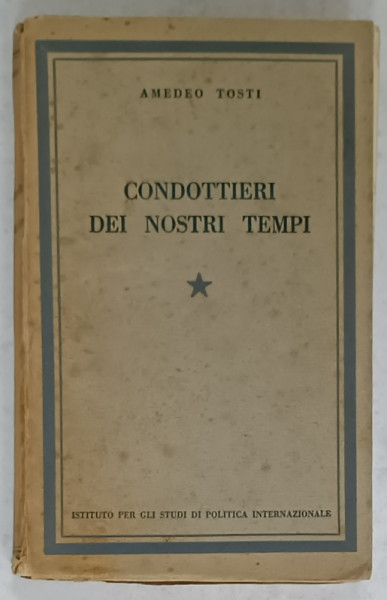 AMEDEO TOSTI
CONDOTTIERI
DEI NOSTRI TEMPI
ISTITUTO PER GLI STUDI DI POLITICA INTERNAZIONALE